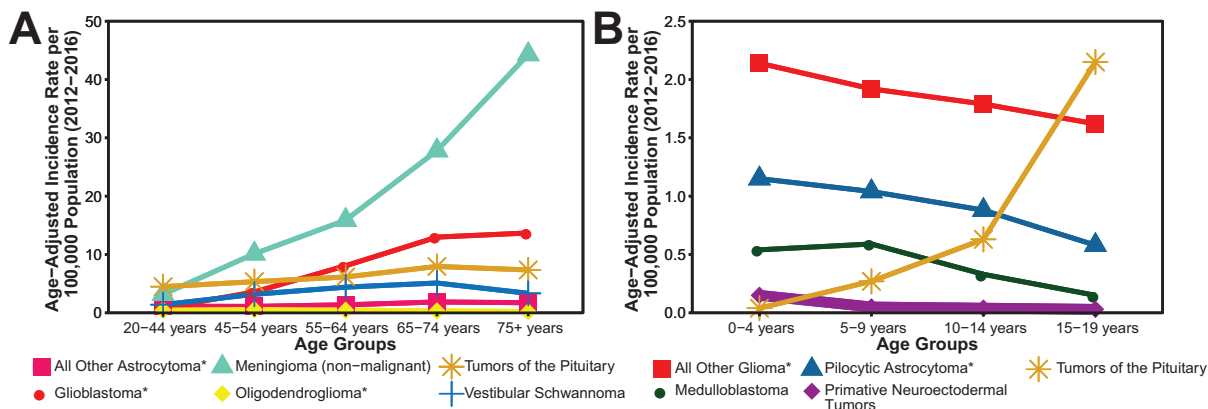 A
Age−Adjusted Incidence Rate per
100,000 Population (2012−2016)
50
40
30
20
10
0
20−44 years
45−54 years
55−64 years
65−74 years
75+ years
Age Groups
All Other Astrocytoma*
Meningioma (non−malignant)
Tumors of the Pituitary
Glioblastoma*
Oligodendroglioma*
Vestibular Schwannoma
B
Age−Adjusted Incidence Rate per
100,000 Population (2012−2016)
2.5
2.0
1.5
1.0
0.5
0.0
0−4 years
5−9 years
10−14 years
15−19 years
Age Groups
All Other Glioma*
Pilocytic Astrocytoma*
Tumors of the Pituitary
Medulloblastoma
Primative Neuroectodermal
Tumors